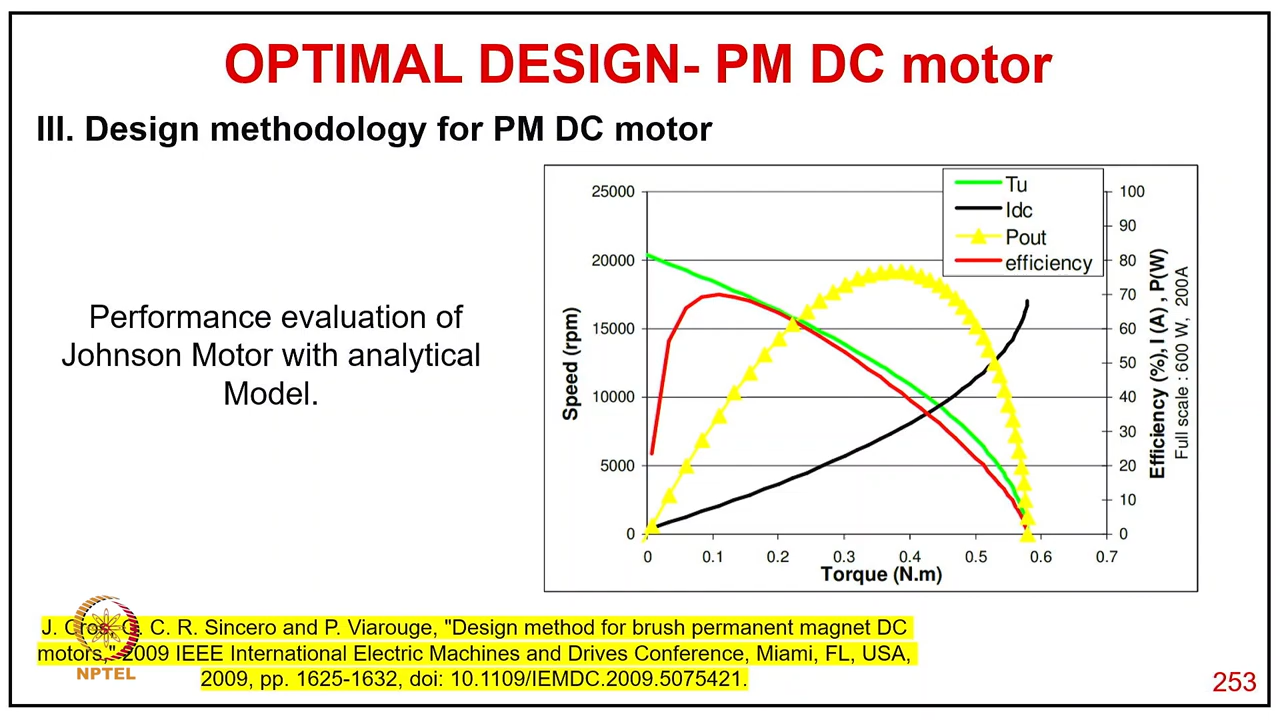 OPTIMAL DESIGN- PM DC motor
III. Design methodology for PM DC motor
Performance evaluation of
Johnson Motor with analytical
Model.
Tu
Idc
Pout
efficiency
25000
20000
15000
10000
5000
0
Speed (rpm)
100
90
80
70
60
50
40
30
20
10
0
Efficiency (%), I (A) , P(W)
Full scale : 600 W, 200A
0 0.1 0.2 0.3 0.4 0.5 0.6 0.7
Torque (N.m)
J. C. R. Sincero and P. Viarouge, "Design method for brush permanent magnet DC
motors," 2009 IEEE International Electric Machines and Drives Conference, Miami, FL, USA,
2009, pp. 1625-1632, doi: 10.1109/IEMDC.2009.5075421.
NPTEL
253